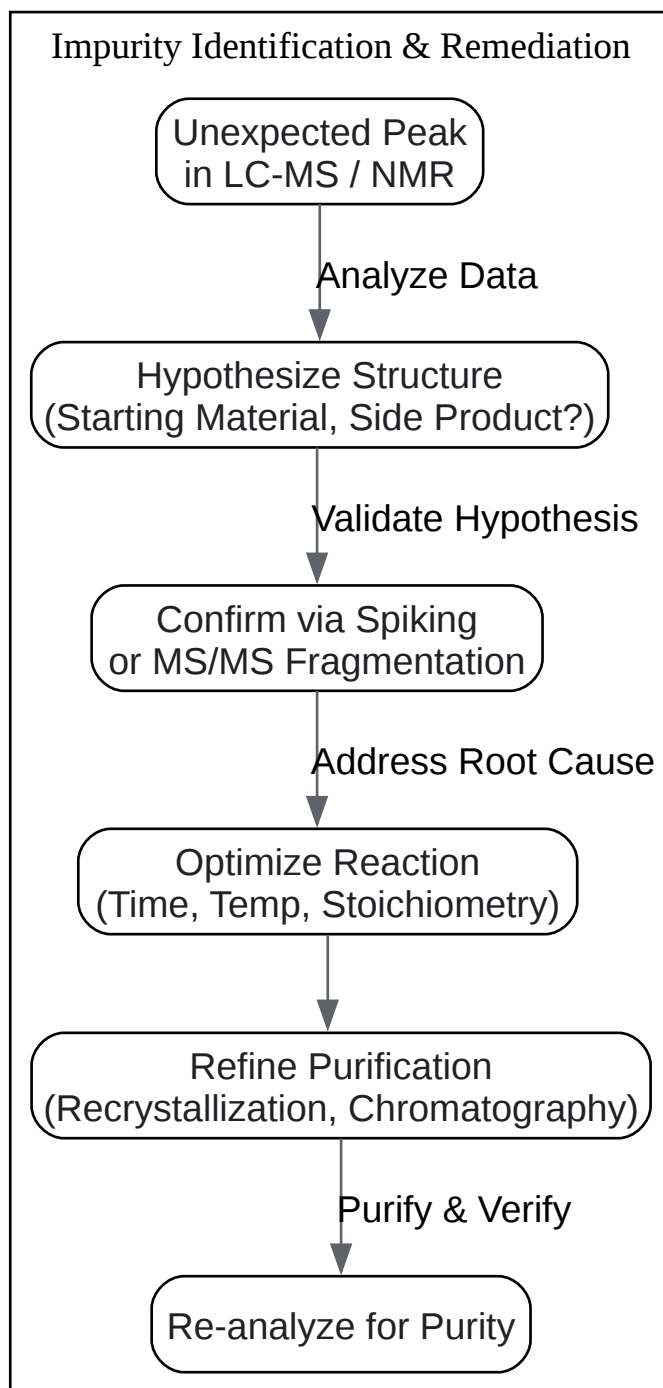 Impurity Identification & Remediation
Unexpected Peak
in LC-MS / NMR
Analyze Data
Hypothesize Structure
(Starting Material, Side Product?)
Validate Hypothesis
Confirm via Spiking
or MS/MS Fragmentation
Address Root Cause
Optimize Reaction
(Time, Temp, Stoichiometry)
Refine Purification
(Recrystallization, Chromatography)
Purify & Verify
Re-analyze for Purity